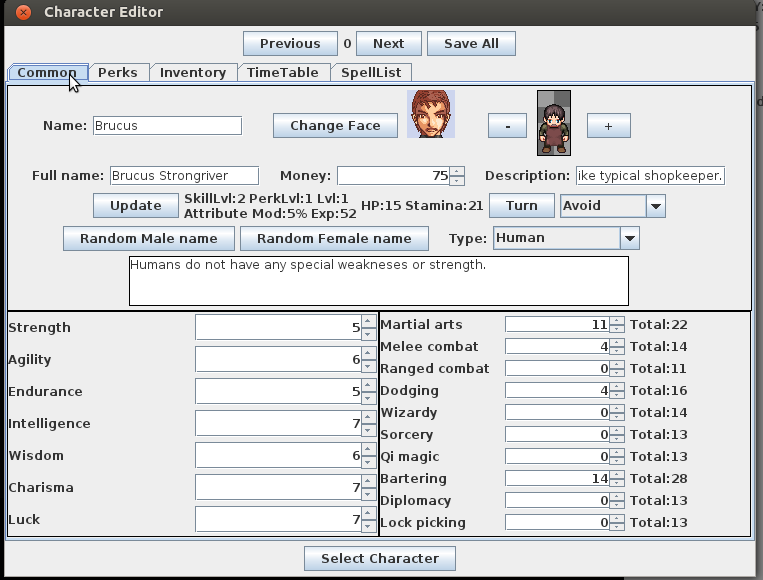 Character Editor
Previous 0 Next Save All
Common Perks Inventory TimeTable SpellList
Name: Brucus Change Face - +
Full name: Brucus Strongriver Money: 75 Description: ike typical shopkeeper.
Update SkillLvl:2 PerkLvl:1 Lvl:1 HP:15 Stamina:21 Turn Avoid
Attribute Mod:5% Exp:52
Random Male name Random Female name Type: Human
Humans do not have any special weakneses or strength.
Strength 5
Agility 6
Endurance 5
Intelligence 7
Wisdom 6
Charisma 7
Luck 7
Martial arts 11 Total:22
Melee combat 4 Total:14
Ranged combat 0 Total:11
Dodging 4 Total:16
Wizardy 0 Total:14
Sorcery 0 Total:13
Qi magic 0 Total:13
Bartering 14 Total:28
Diplomacy 0 Total:13
Lock picking 0 Total:13
Select Character